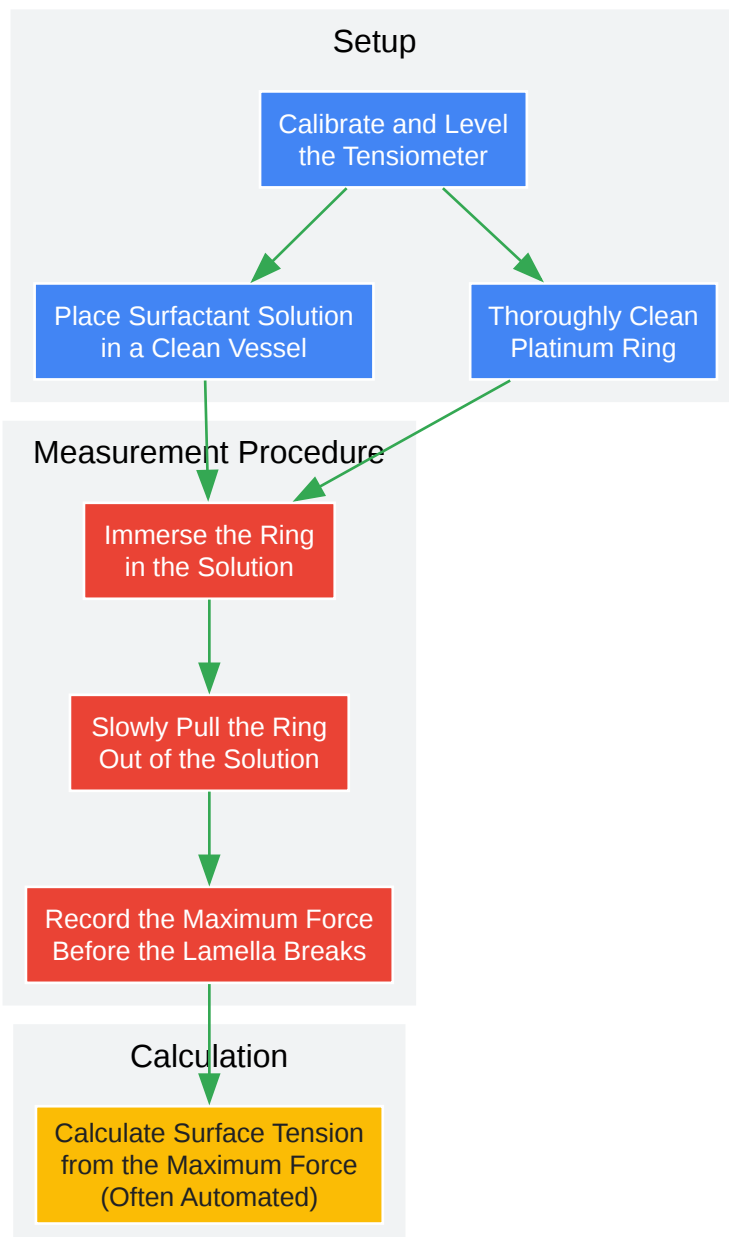 Setup
Calibrate and Level
the Tensiometer
Place Surfactant Solution
in a Clean Vessel
Thoroughly Clean
Platinum Ring
Measurement Procedure
Immerse the Ring
in the Solution
Slowly Pull the Ring
Out of the Solution
Record the Maximum Force
Before the Lamella Breaks
Calculation
Calculate Surface Tension
from the Maximum Force
(Often Automated)